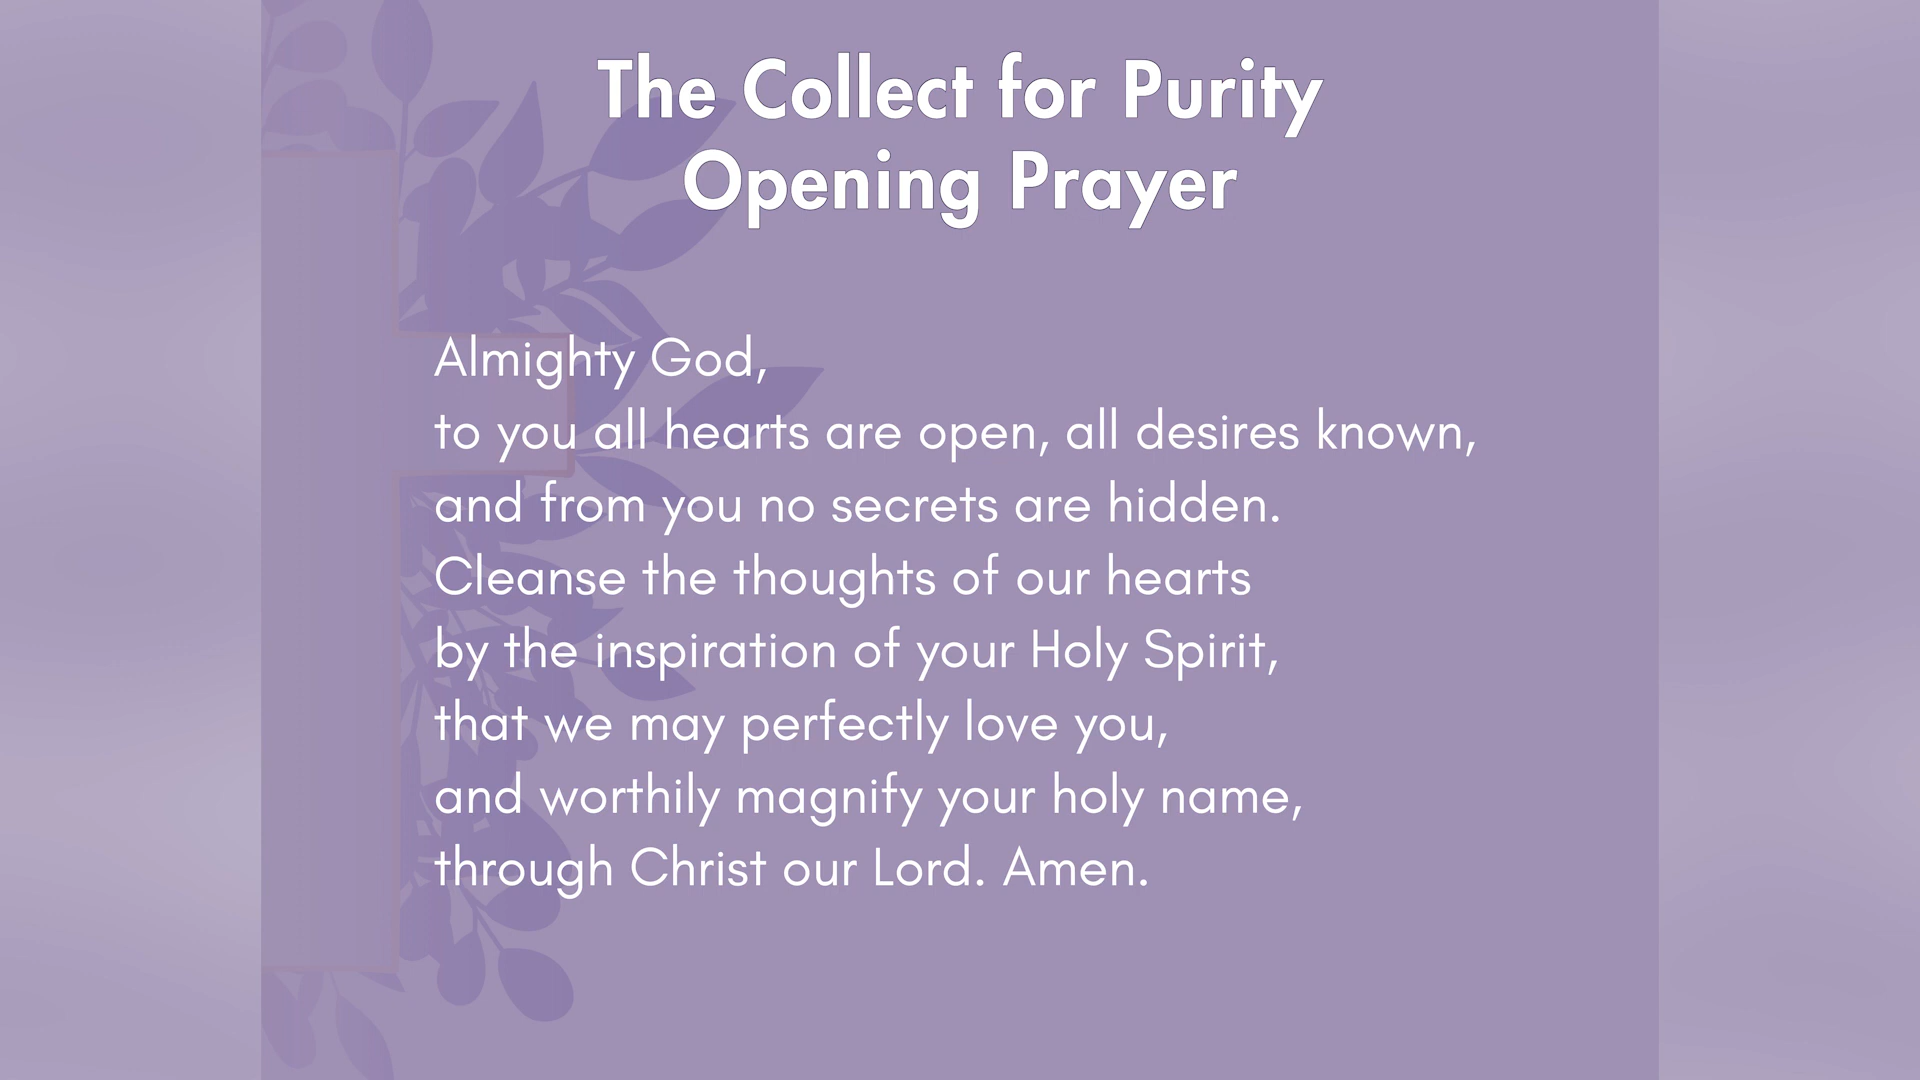 The Collect for Purity
Opening Prayer
Almighty God,
to you all hearts are open, all desires known,
and from you no secrets are hidden.
Cleanse the thoughts of our hearts
by the inspiration of your Holy Spirit,
that we may perfectly love you,
and worthily magnify your holy name,
through Christ our Lord. Amen.